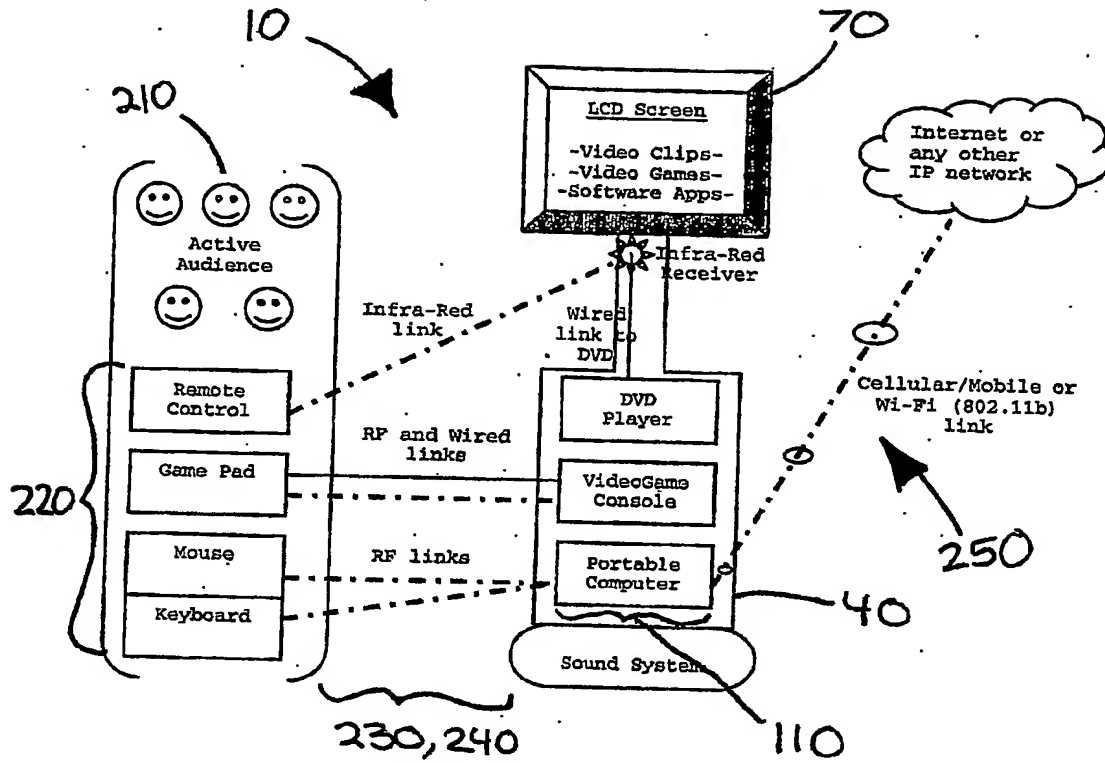 10
70
210
LCD Screen
-Video Clips-
-Video Games-
-Software Apps-
Internet or
any other
IP network
Active
Audience
Infra-Red
Receiver
Infra-Red
link
Wired
link to
DVD
Remote
Control
DVD
Player
Cellular/Mobile or
Wi-Fi (802.11b)
link
RF and Wired
links
Game Pad
VideoGame
Console
220
Mouse
RF links
Portable
Computer
250
Keyboard
40
Sound System
230, 240
110